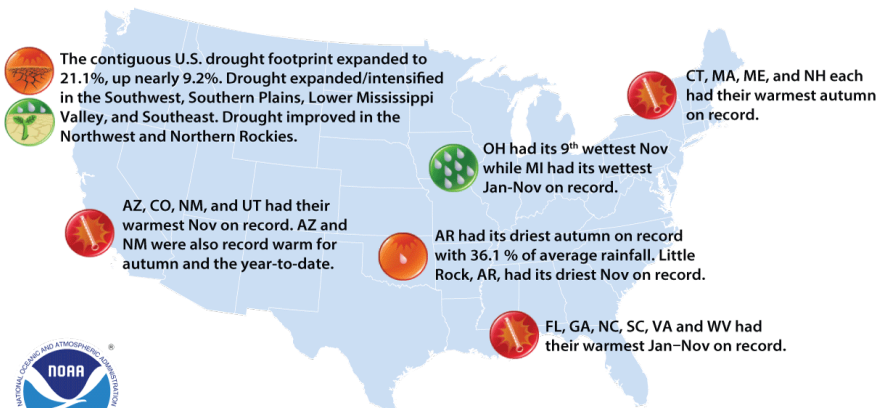 The contiguous U.S. drought footprint expanded to
21.1%, up nearly 9.2%. Drought expanded/intensified
in the Southwest, Southern Plains, Lower Mississippi
Valley, and Southeast. Drought improved in the
Northwest and Northern Rockies.
CT, MA, ME, and NH each
had their warmest autumn
on record.
OH had its 9th wettest Nov
while MI had its wettest
Jan-Nov on record.
AZ, CO, NM, and UT had their
warmest Nov on record. AZ and
NM were also record warm for
autumn and the year-to-date.
AR had its driest autumn on record
with 36.1 % of average rainfall. Little
Rock, AR, had its driest Nov on record.
FL, GA, NC, SC, VA and WV had
their warmest Jan–Nov on record.
NATIONAL OCEANIC AND ATMOSPHERIC ADMINISTRATION
®
NOAA